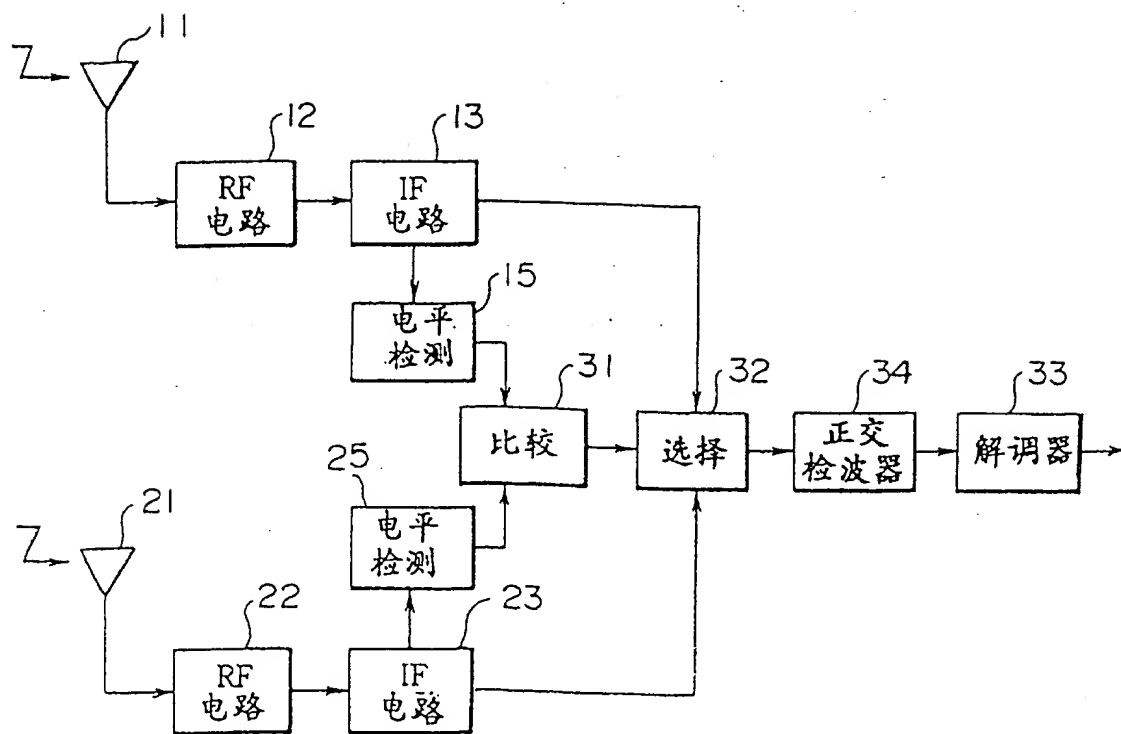 11
12
13
RF
电路
IF
电路
15
电平
检测
31
32
34
33
比较
选择
正交
检波器
解调器
25
电平
检测
21
22
23
RF
电路
IF
电路